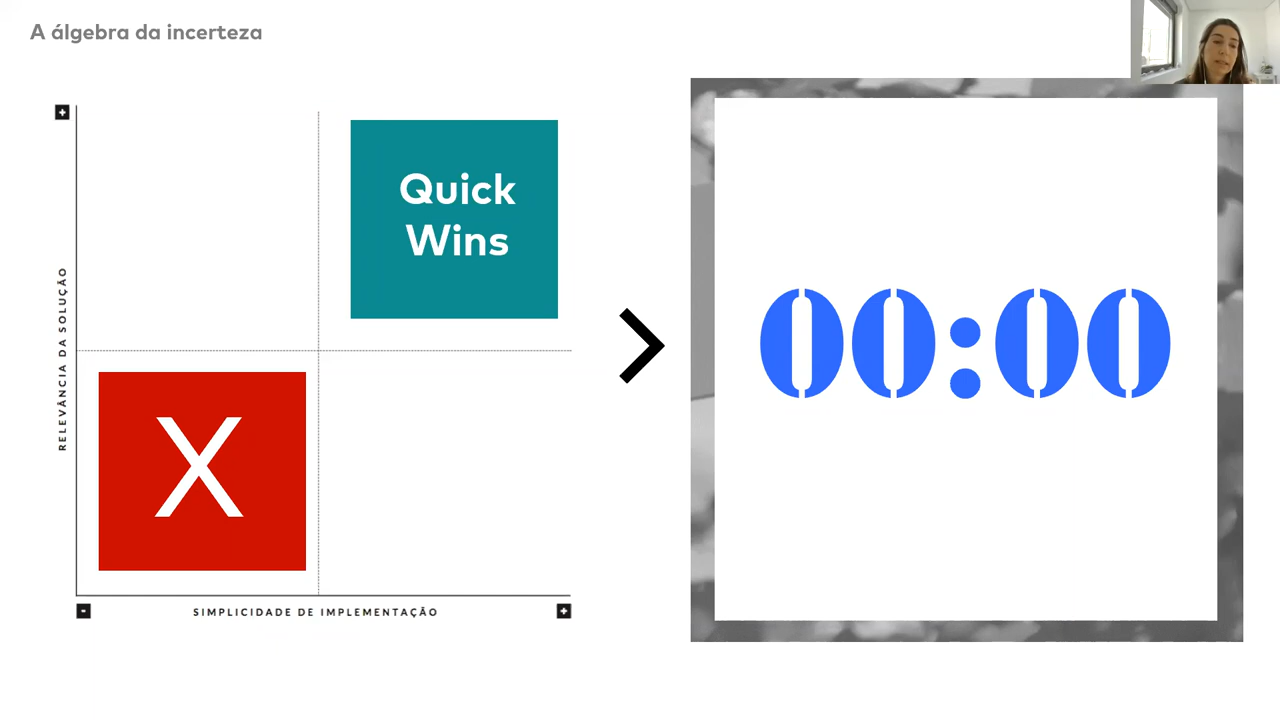 A álgebra da incerteza
+
Quick
Wins
RELEVÂNCIA DA SOLUÇÃO
X
-
SIMPLICIDADE DE IMPLEMENTAÇÃO
+
00:00